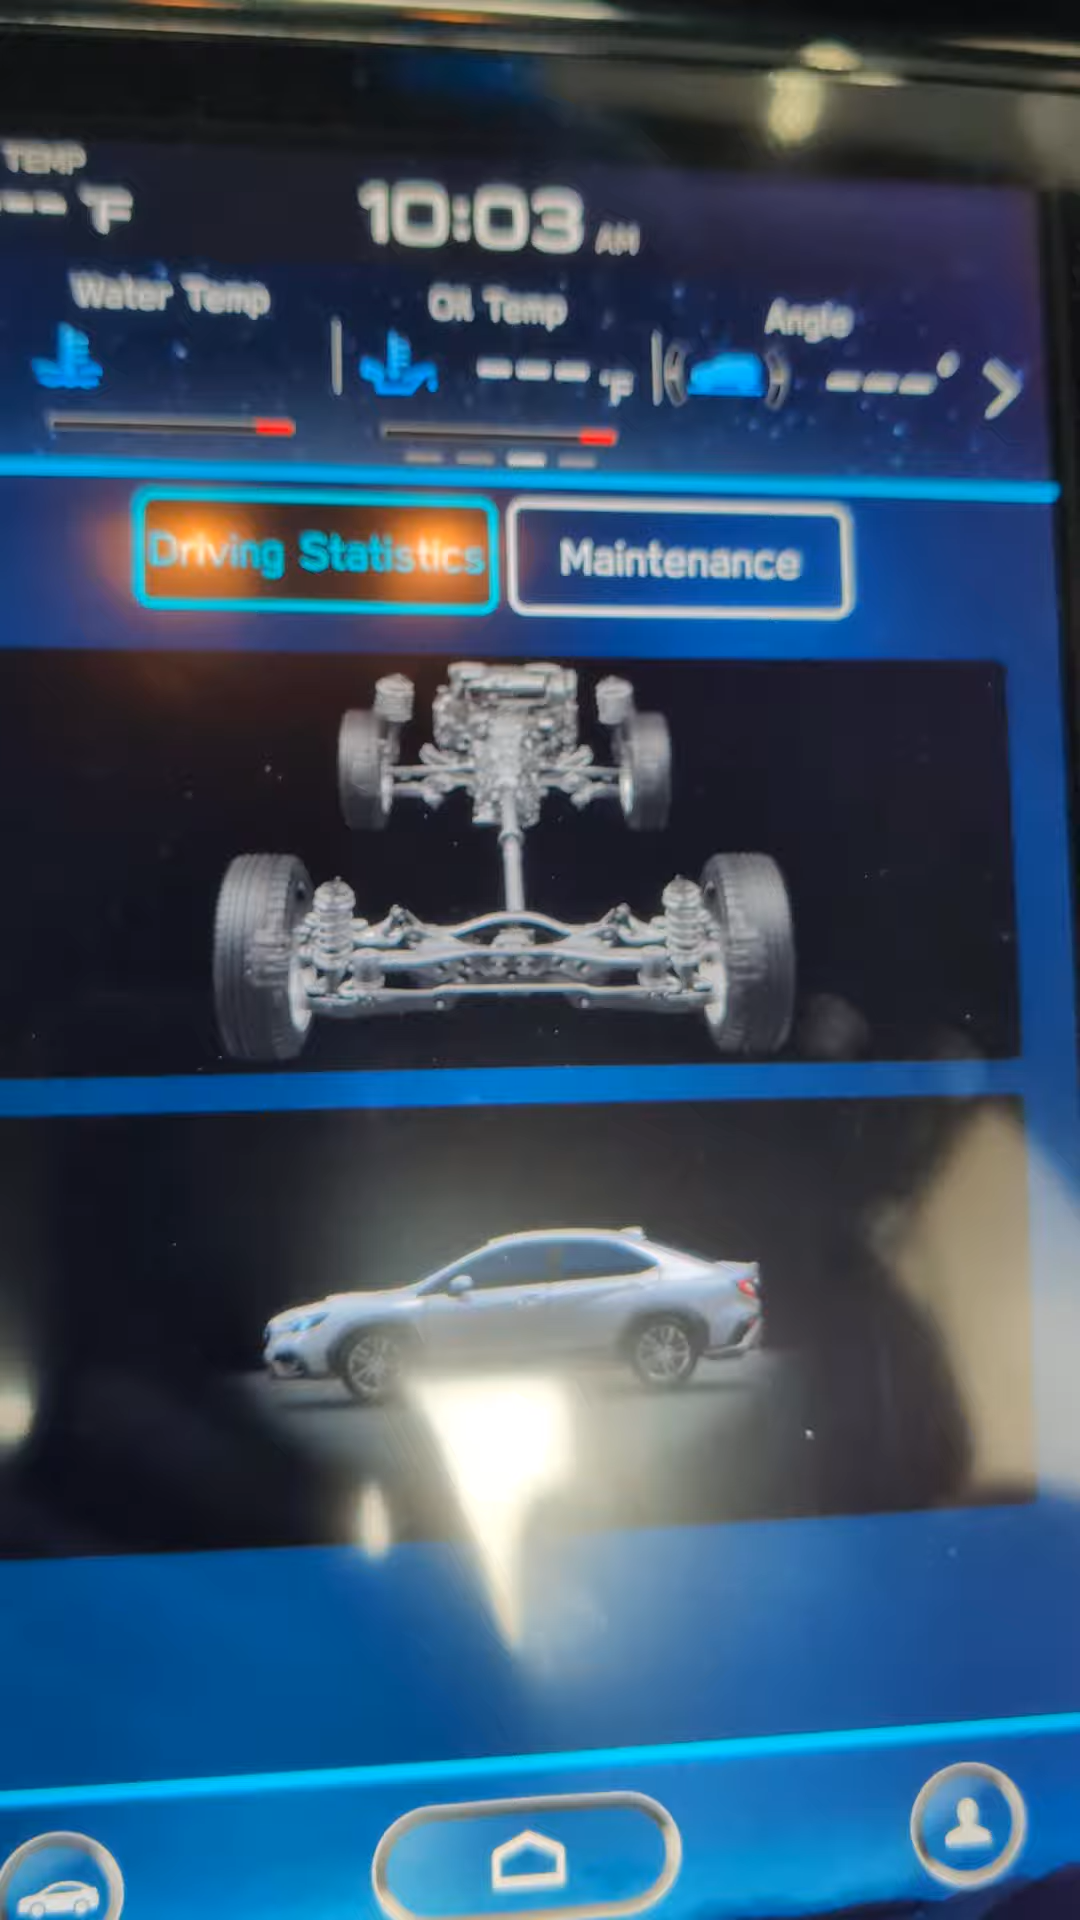 TEMP
--- °F
10:03 AM
Water Temp
Oil Temp
Angle
--- °F
---°
Driving Statistics
Maintenance